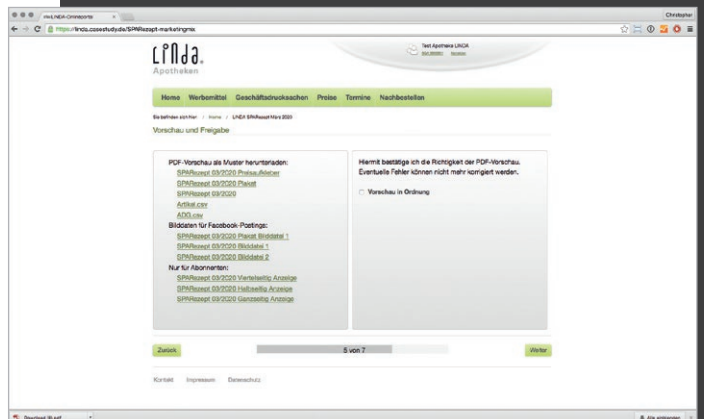 my.LINDA-Onlineportal
Christopher
https://linda.casestudy.de/SPARezept-marketingmix
Linda.
Apotheken
Test Apotheke LINDA
Home Werbemittel Geschäftsdrucksachen Preise Termine Nachbestellen
Sie befinden sich hier: / Home / LINDA SPARezept März 2020
Vorschau und Freigabe
PDF-Vorschau als Muster herunterladen:
SPARezept 03/2020 Preisaufkleber
SPARezept 03/2020 Plakat
SPARezept 03/2020
Artikel.csv
ADG.csv
Bilddaten für Facebook-Postings:
SPARezept 03/2020 Plakat Bilddatei 1
SPARezept 03/2020 Bilddatei 1
SPARezept 03/2020 Bilddatei 2
Nur für Abonnenten:
SPARezept 03/2020 Viertelseitig Anzeige
SPARezept 03/2020 Halbseitig Anzeige
SPARezept 03/2020 Ganzseitig Anzeige
Hiermit bestätige ich die Richtigkeit der PDF-Vorschau.
Eventuelle Fehler können nicht mehr korrigiert werden.
Vorschau in Ordnung
Zurück
5 von 7
Weiter
Kontakt Impressum Datenschutz
Alle anzeigen